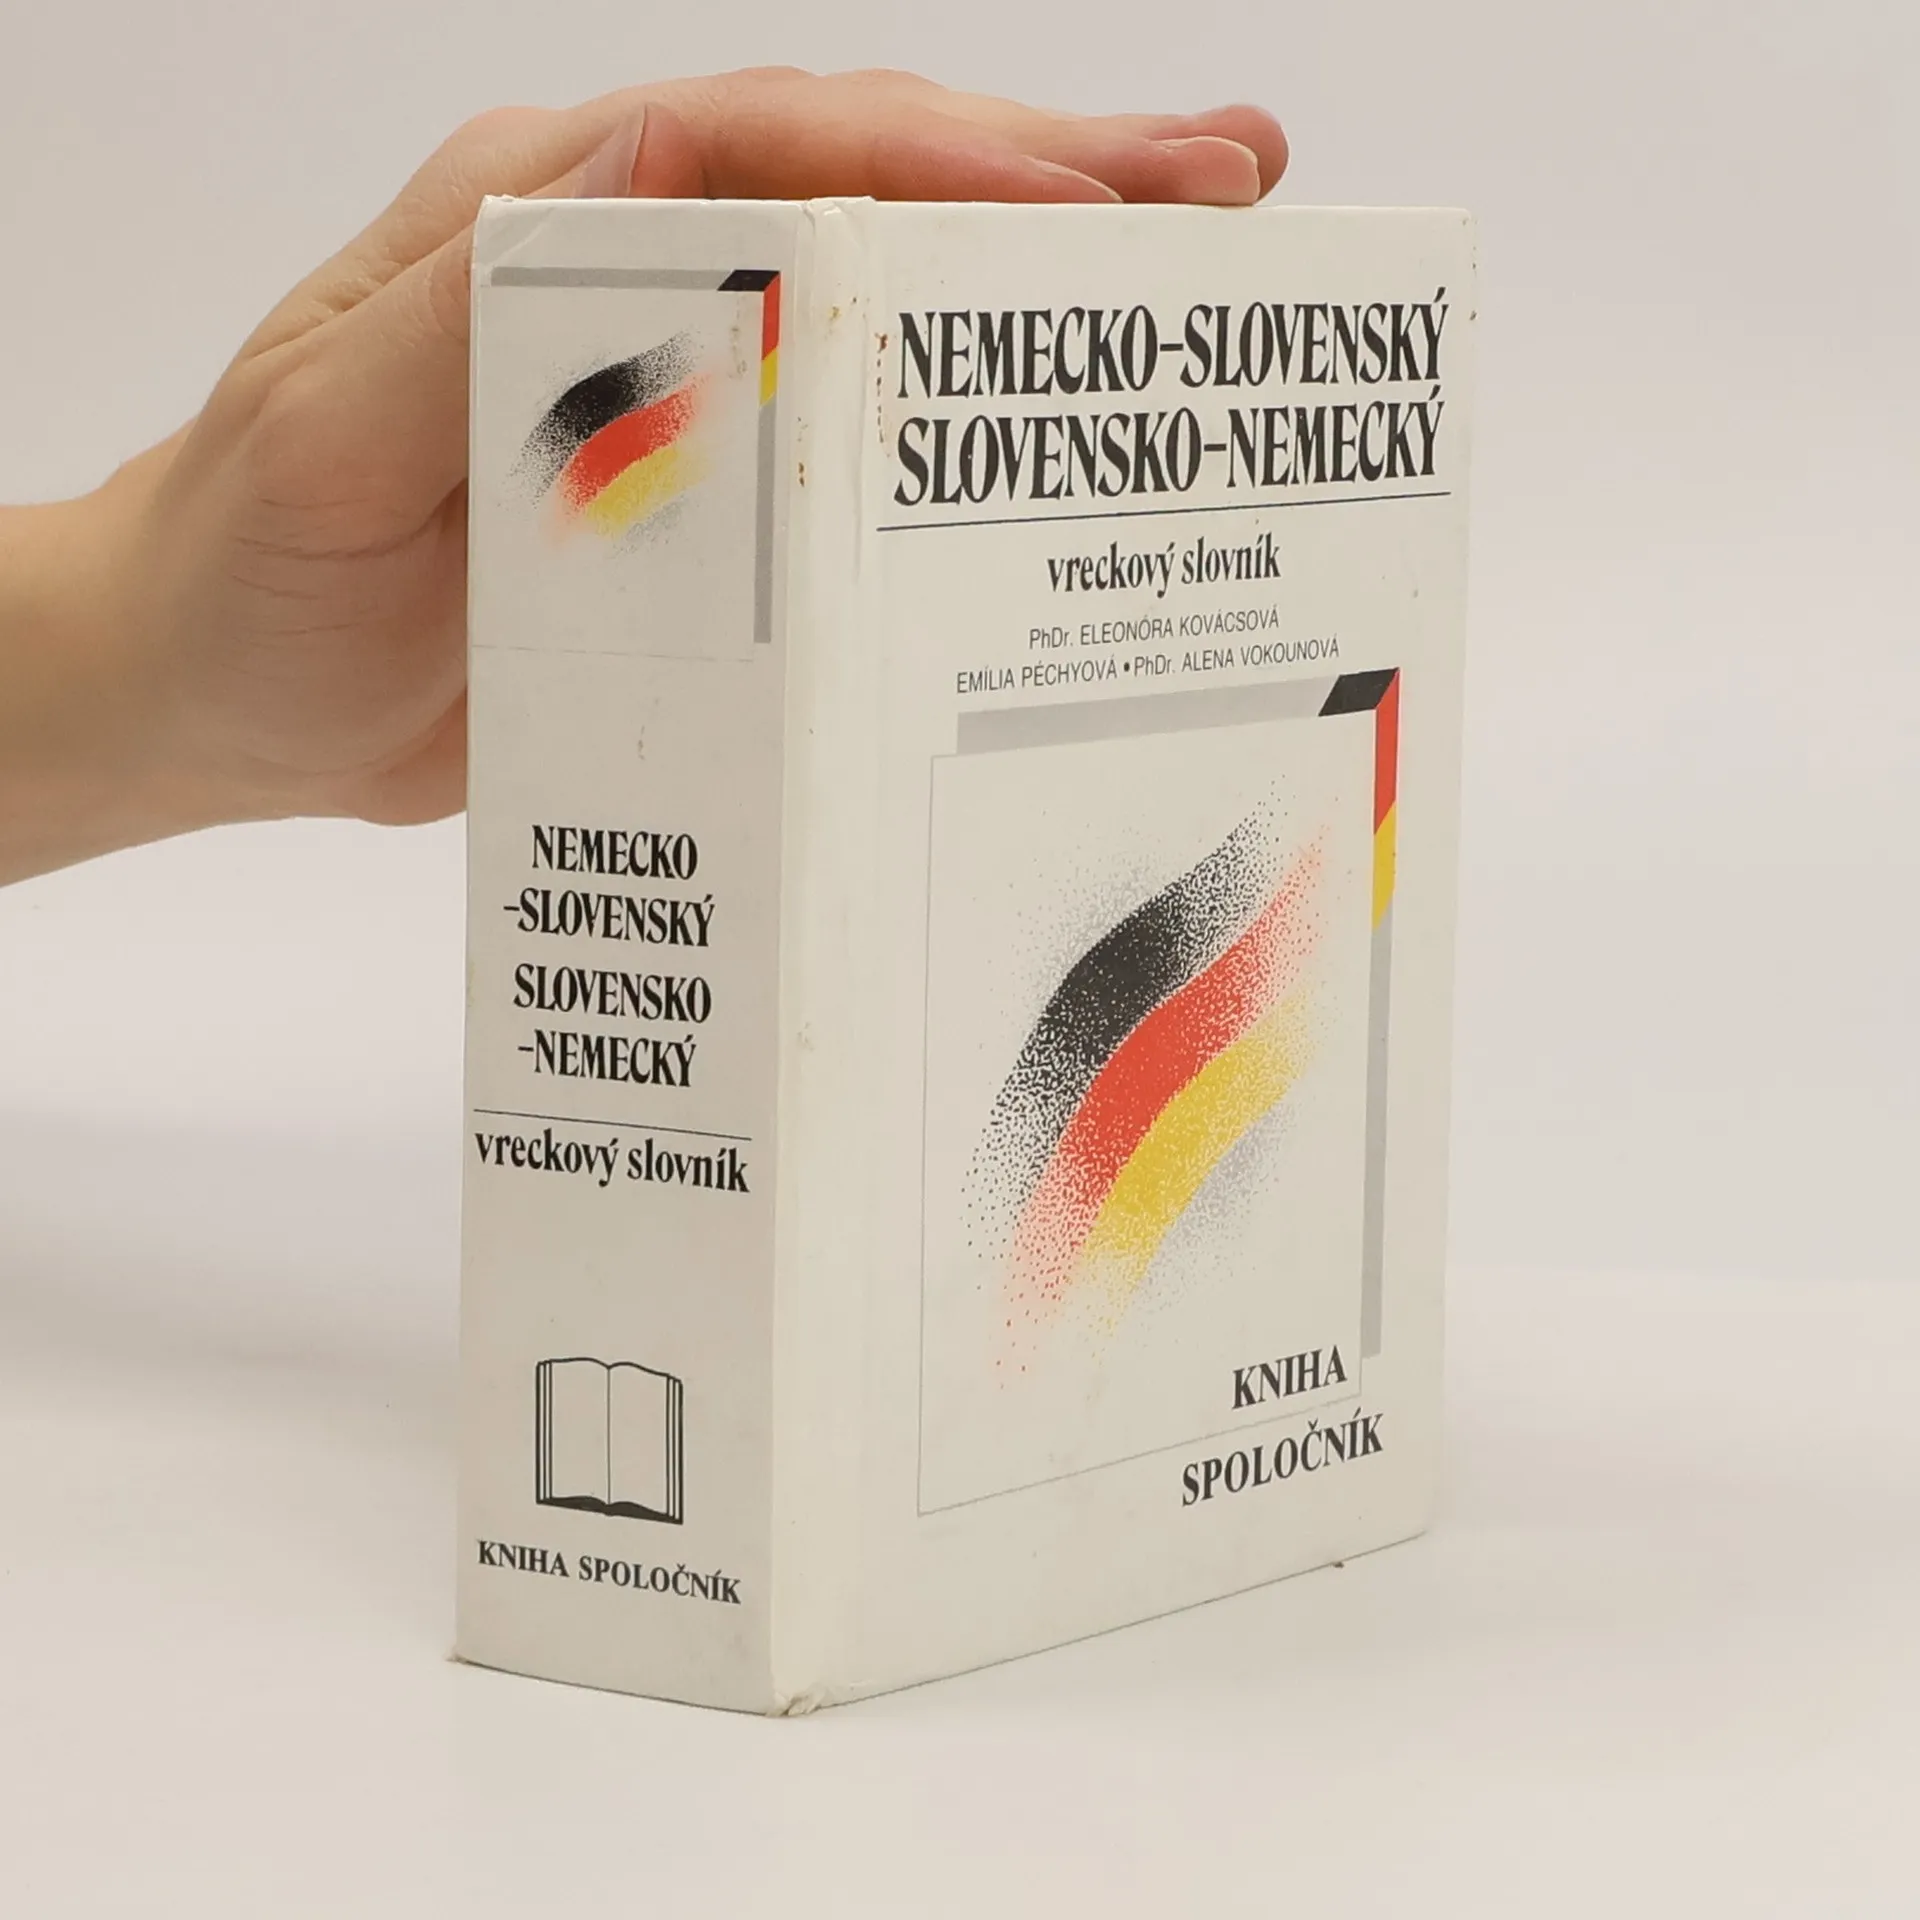 NEMECKO-SLOVENSKÝ
SLOVENSKO-NEMECKÝ
vreckový slovník
PhDr. ELEONÓRA KOVÁCSOVÁ
EMÍLIA PÉCHYOVÁ • PhDr. ALENA VOKOUNOVÁ
KNIHA
SPOLOČNÍK
NEMECKO
-SLOVENSKÝ
SLOVENSKO
-NEMECKÝ
vreckový slovník
KNIHA SPOLOČNÍK